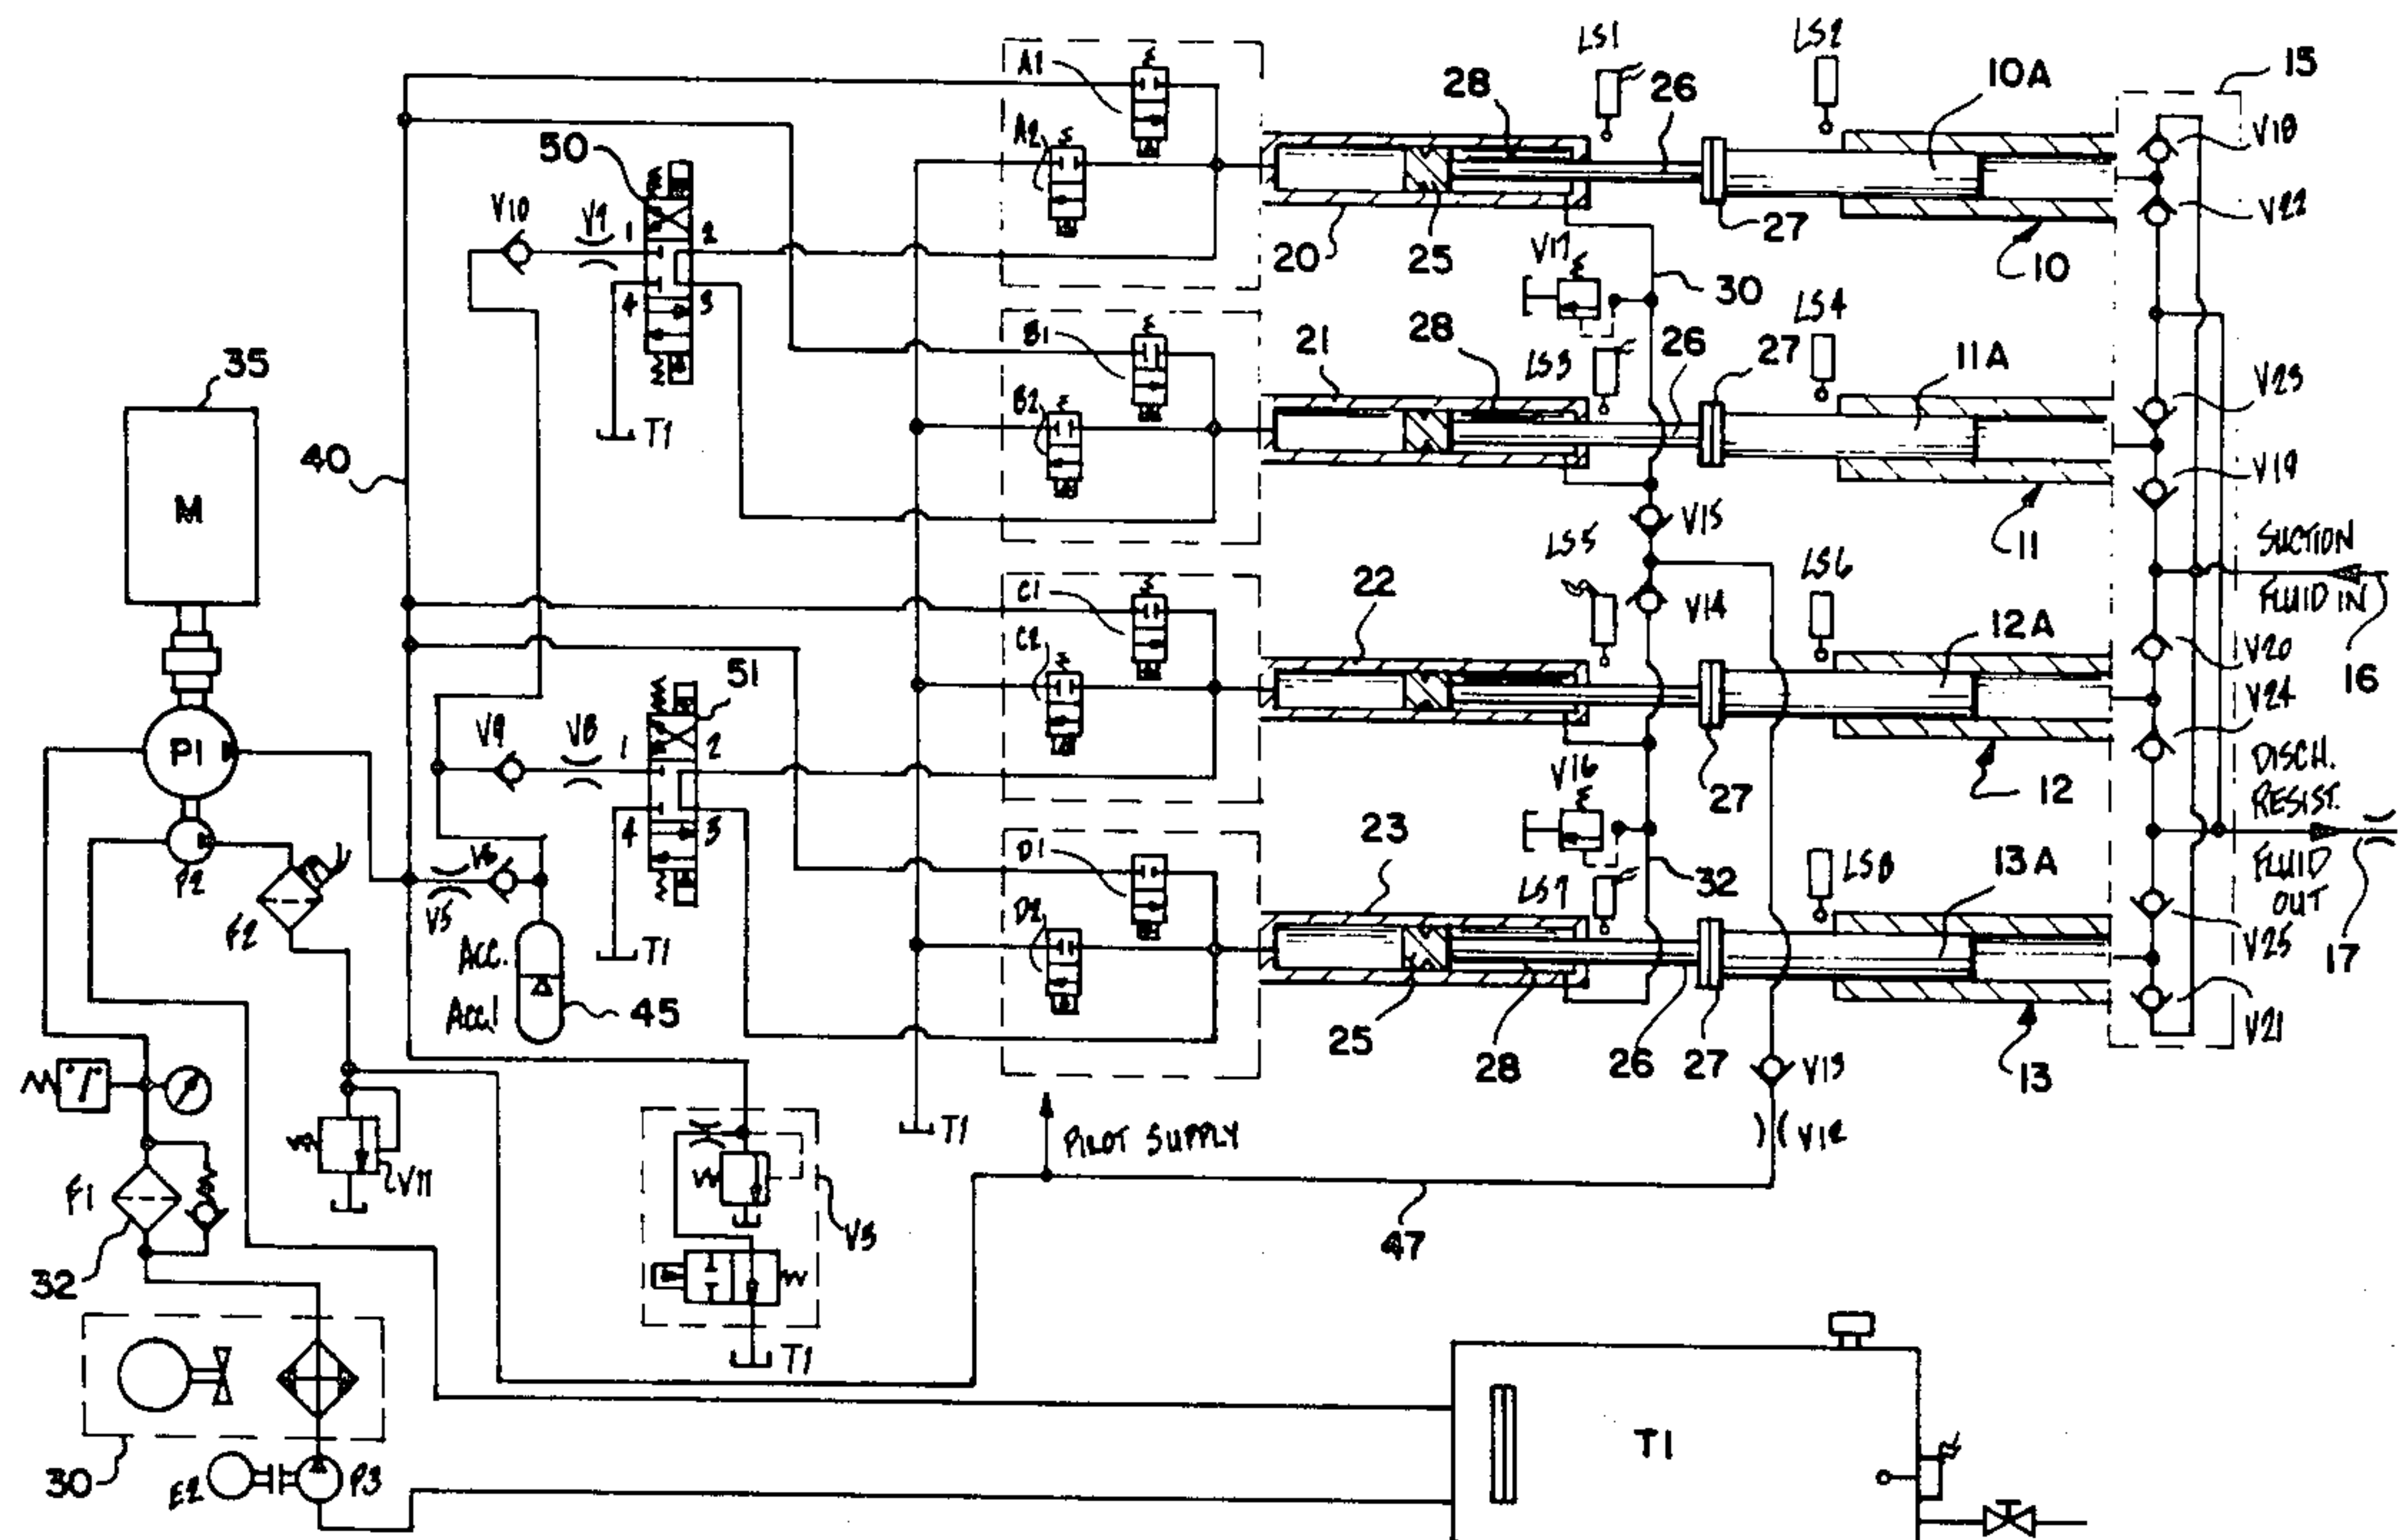 LS1
LS2
15
A1
28
26
10A
V18
50
A2
V10
V7
1
2
V22
20
25
V17
27
10
4
3
30
LS4
B1
21
28
LS3
26
27
11A
35
T1
B2
V23
40
V19
M
V15
11
SUCTION
LS5
LS6
C1
22
V14
FLUID IN
C2
12A
51
V20
16
V9
V8
1
2
V24
P1
V16
DISCH.
27
12
RESIST.
4
3
23
P2
V6
D1
LS7
32
LS8
13A
FLUID
OUT
F2
V5
D2
V25
17
T1
ACC.
ACC.1
45
25
28
26
27
V21
13
V13
T1
PILOT SUPPLY
V12
F1
V11
V3
47
32
T1
T1
30
E2
P3